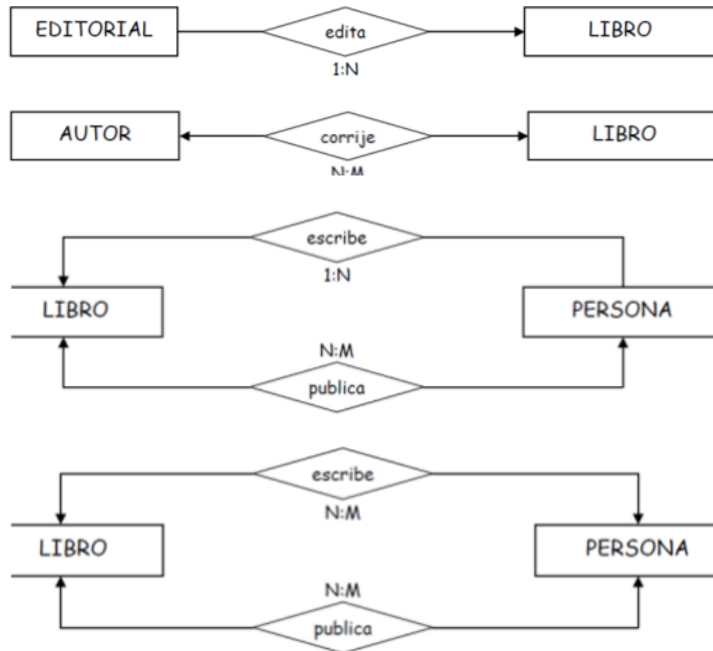 EDITORIAL edita LIBRO
1:N
AUTOR corrije LIBRO
N:M
escribe
1:N
LIBRO PERSONA
N:M
publica
escribe
N:M
LIBRO PERSONA
N:M
publica